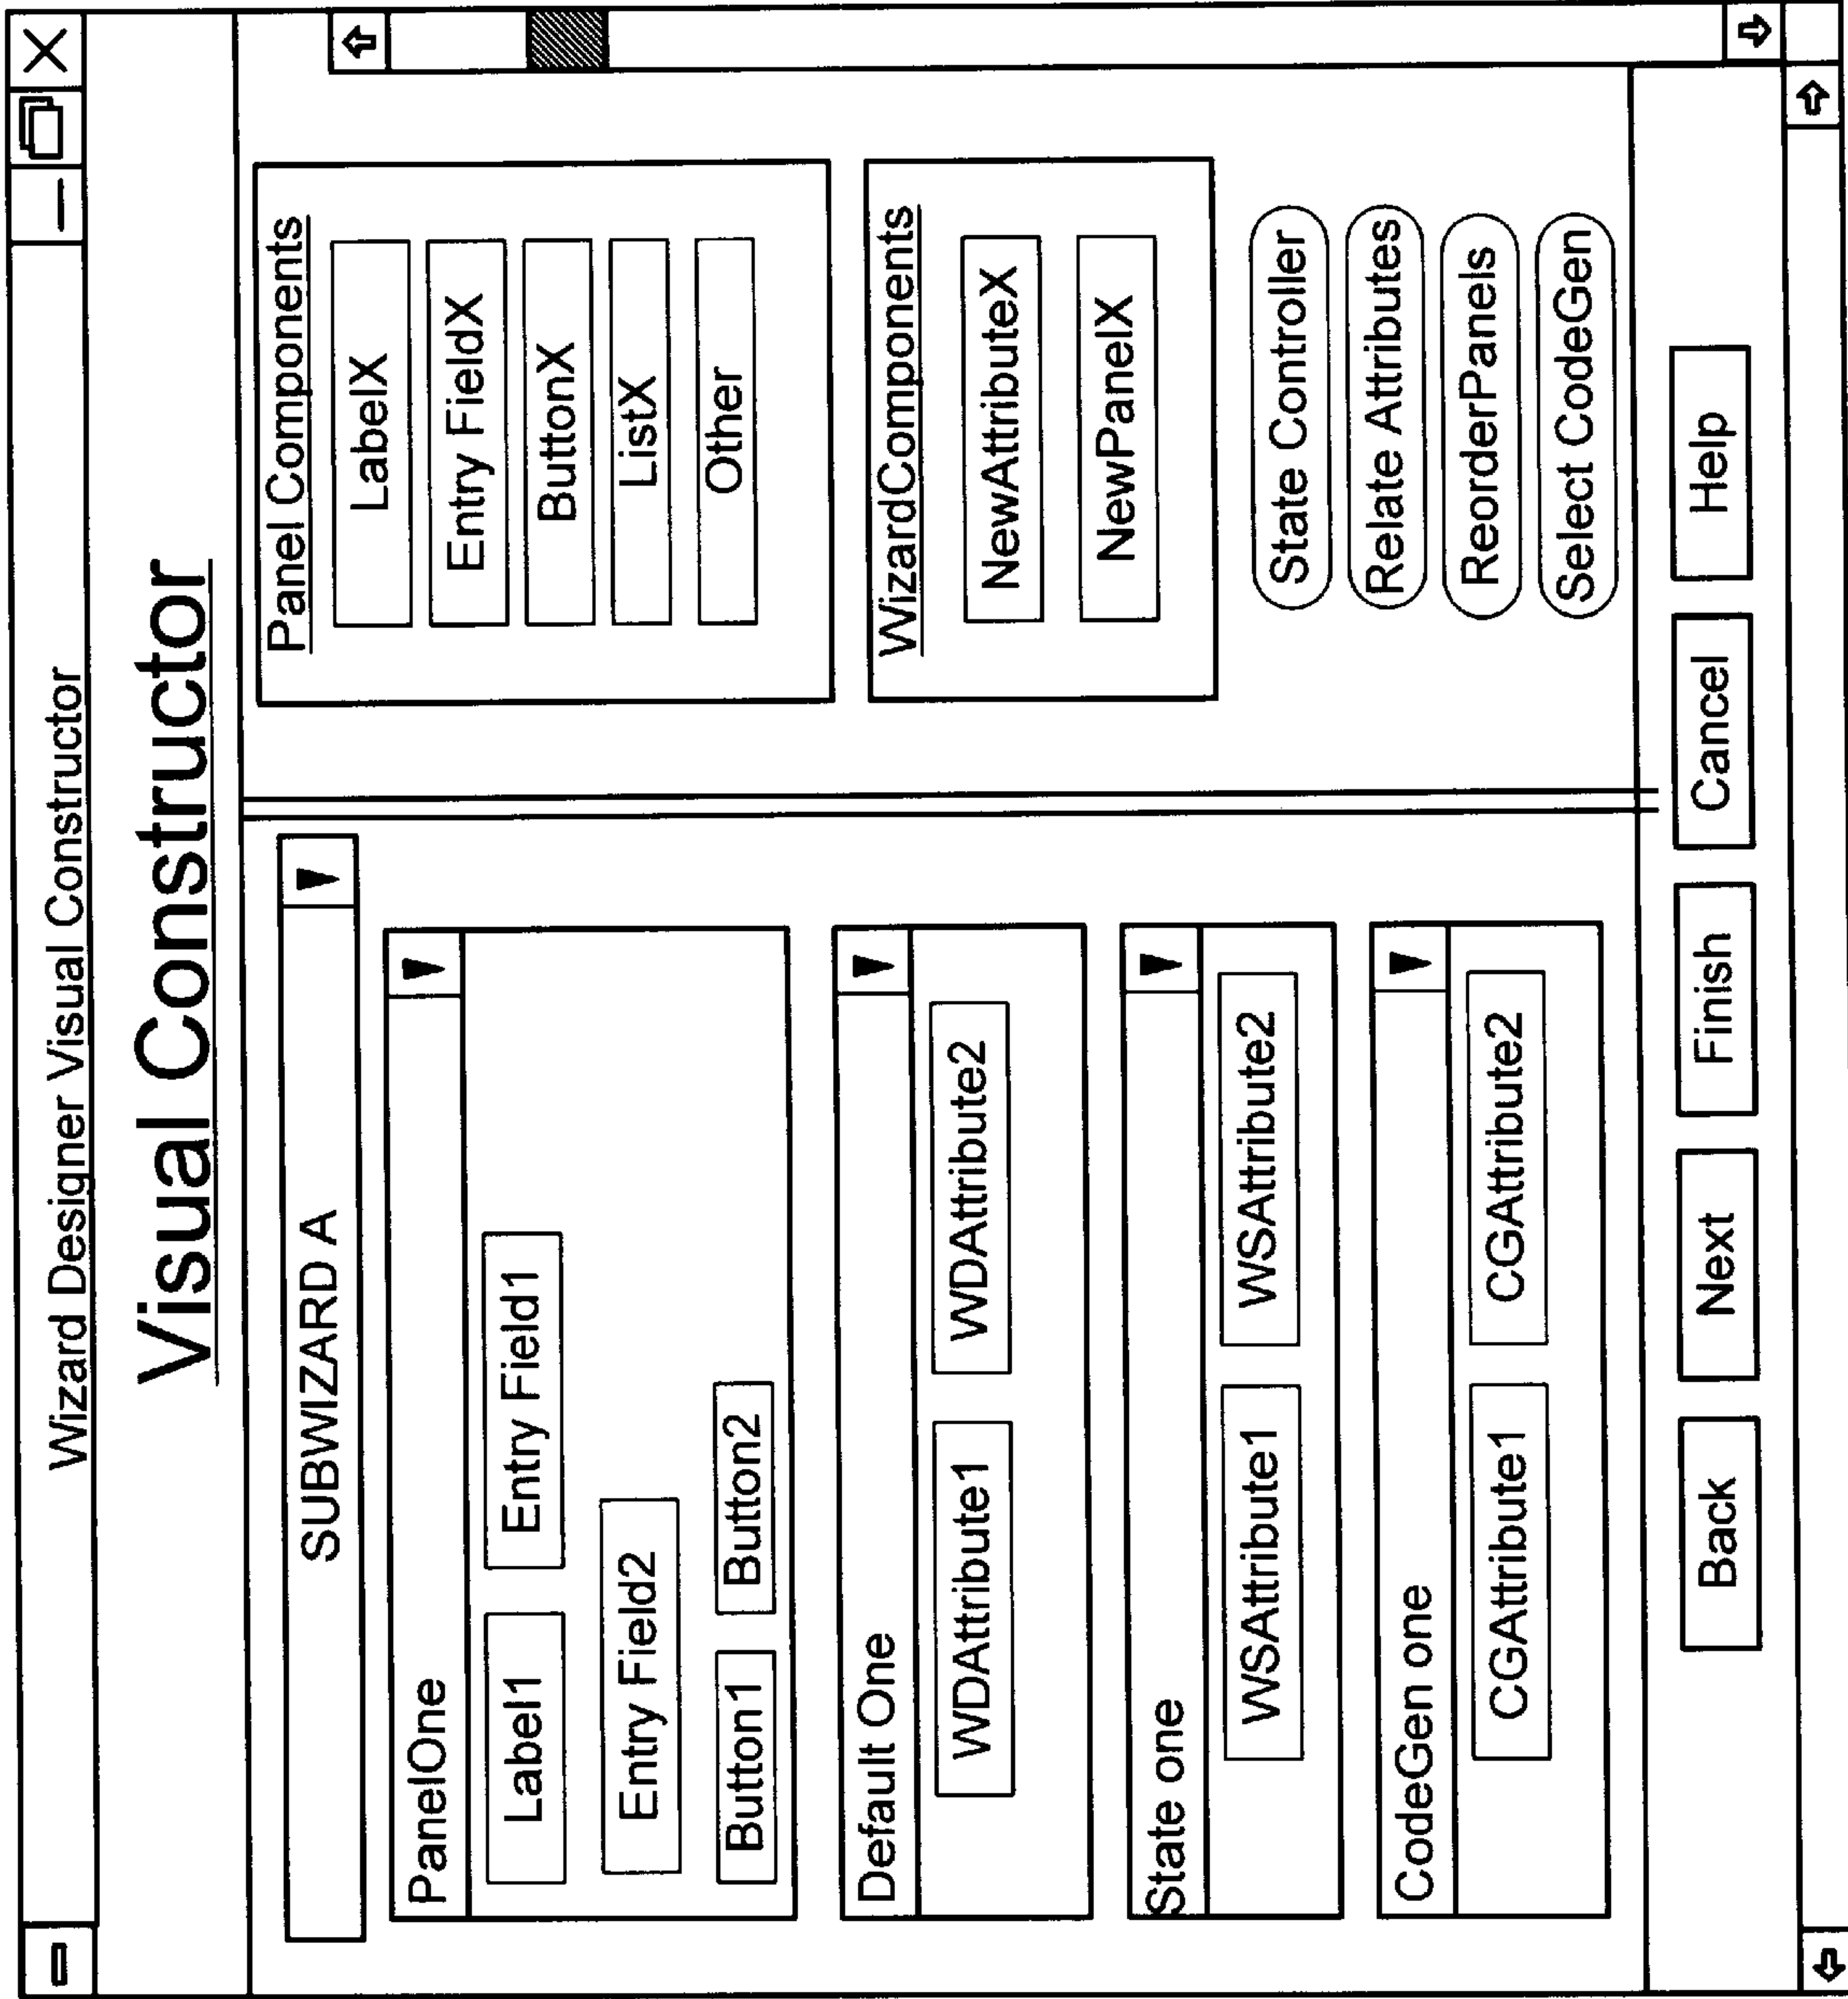 Wizard Designer Visual Constructor
Visual Constructor
SUBWIZARD A
PanelOne
Label1 Entry Field1
Entry Field2
Button1 Button2
Default One
WDAttribute1 WDAttribute2
State one
WSAttribute1 WSAttribute2
CodeGen one
CGAttribute1 CGAttribute2
Panel Components
LabelX
Entry FieldX
ButtonX
ListX
Other
WizardComponents
NewAttributeX
NewPanelX
State Controller
Relate Attributes
ReorderPanels
Select CodeGen
Back Next Finish Cancel Help